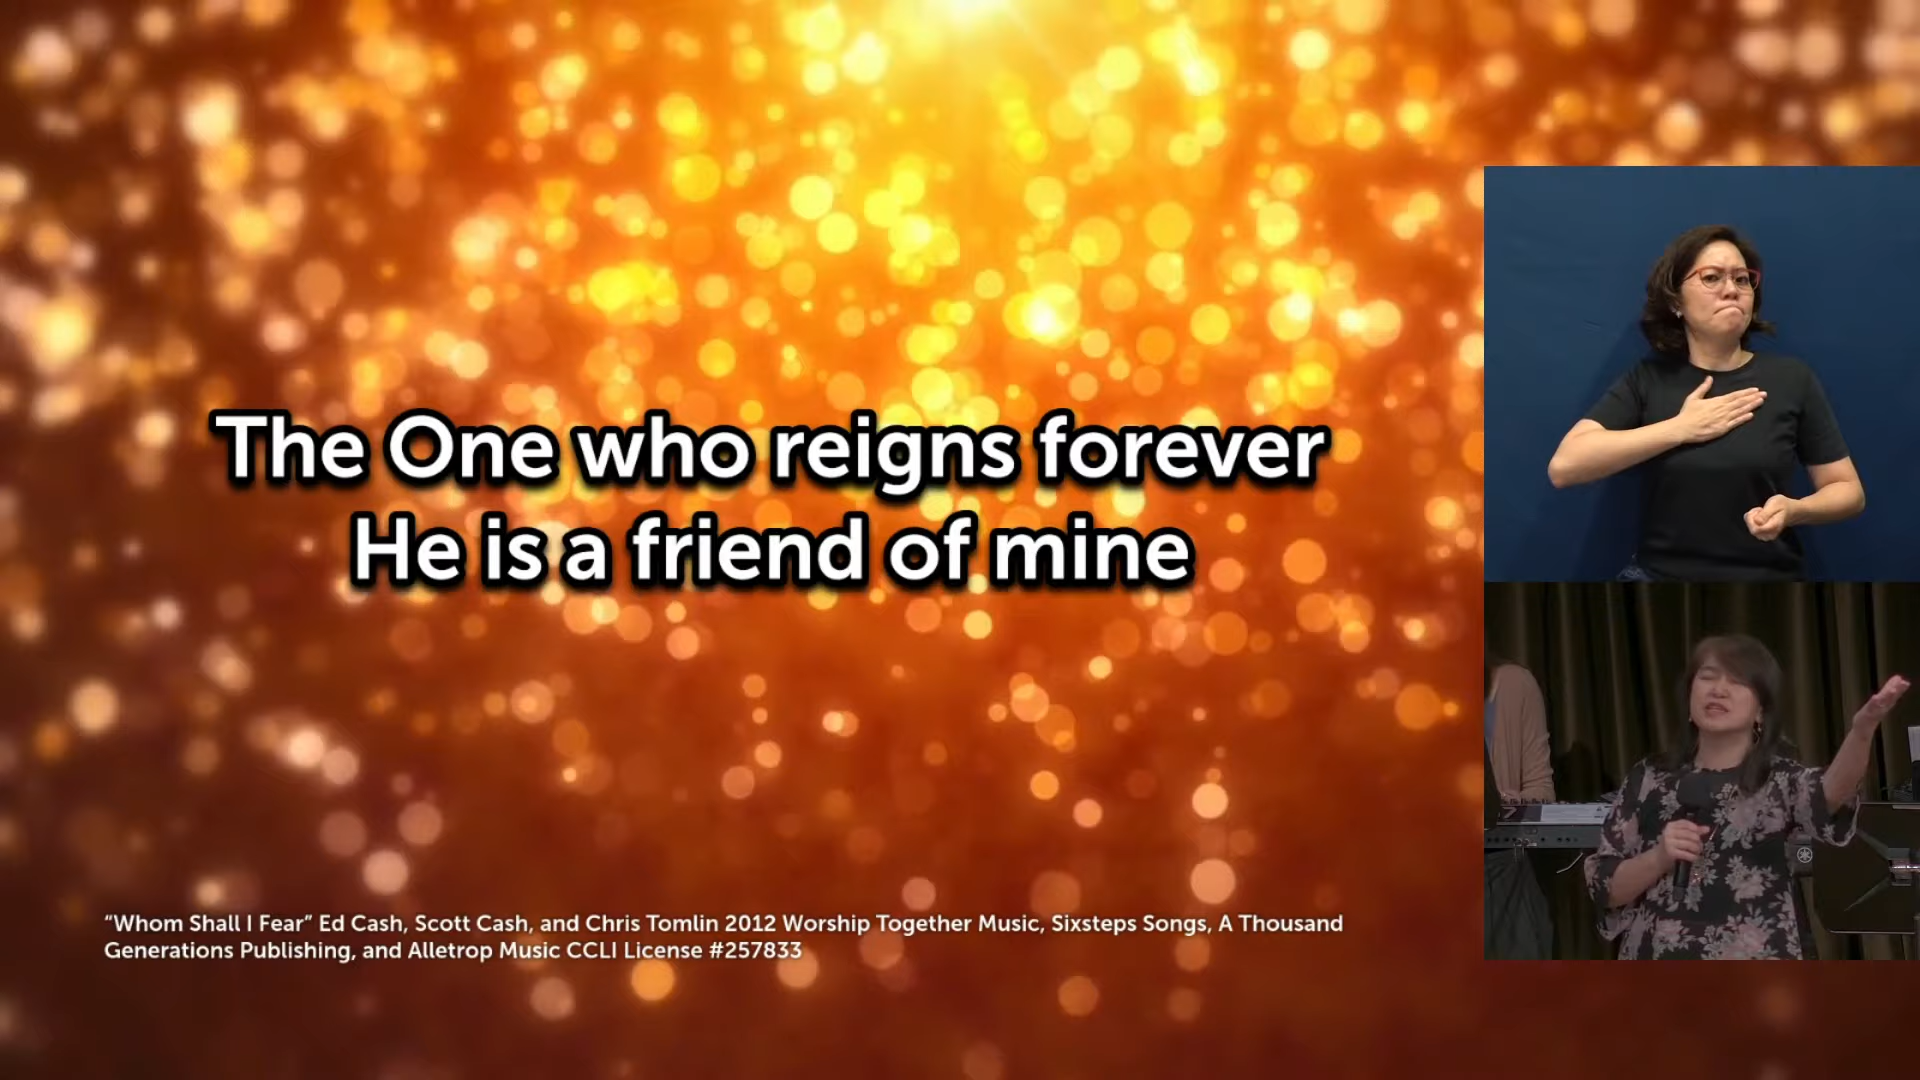 The One who reigns forever
He is a friend of mine
“Whom Shall I Fear” Ed Cash, Scott Cash, and Chris Tomlin 2012 Worship Together Music, Sixsteps Songs, A Thousand
Generations Publishing, and Alletrop Music CCLI License #257833